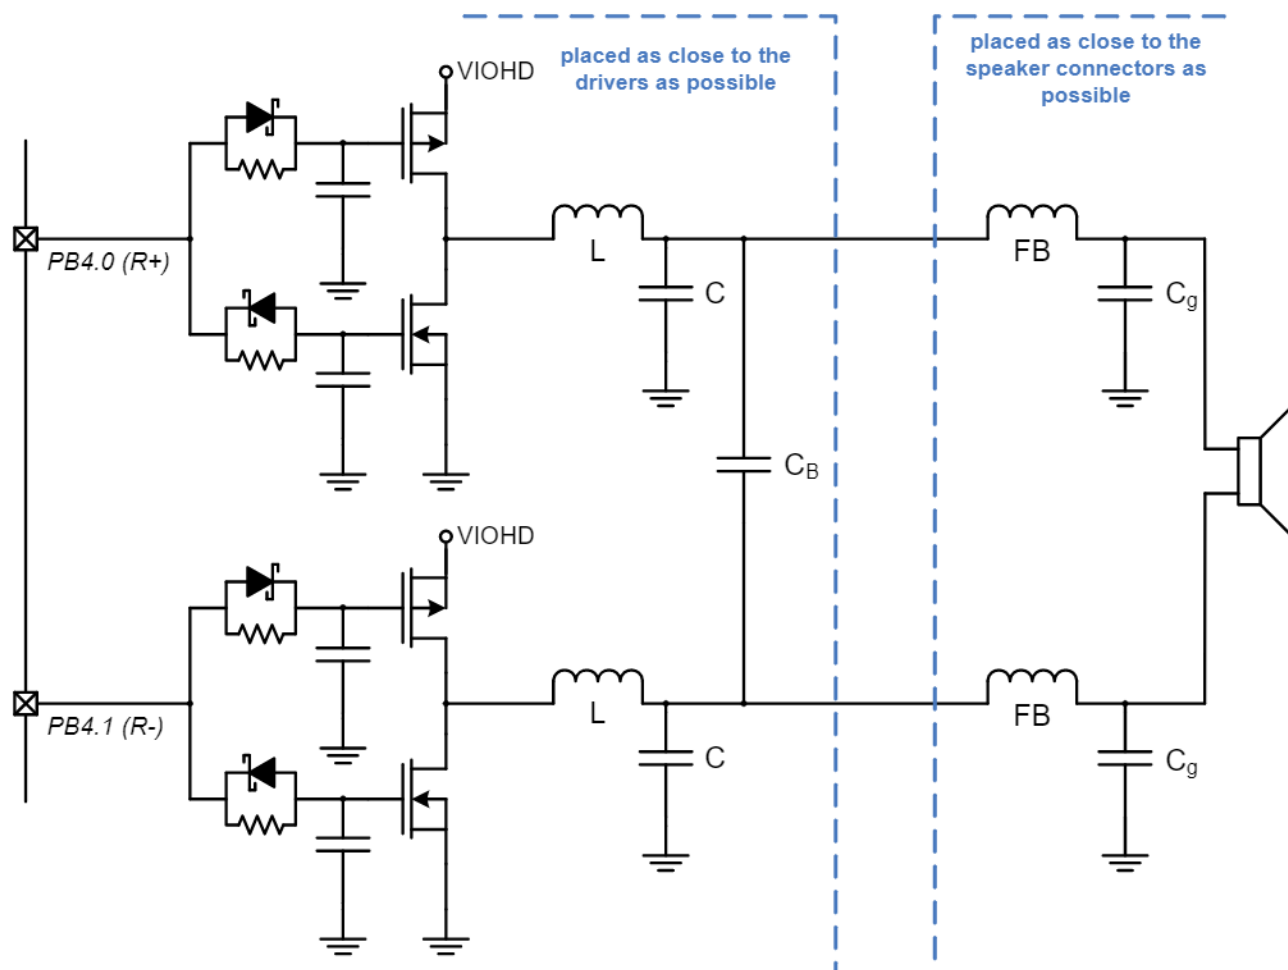 placed as close to the
drivers as possible
placed as close to the
speaker connectors as
possible
VIOHD
PB4.0 (R+)
L
C
FB
Cg
CB
VIOHD
PB4.1 (R-)
L
C
FB
Cg